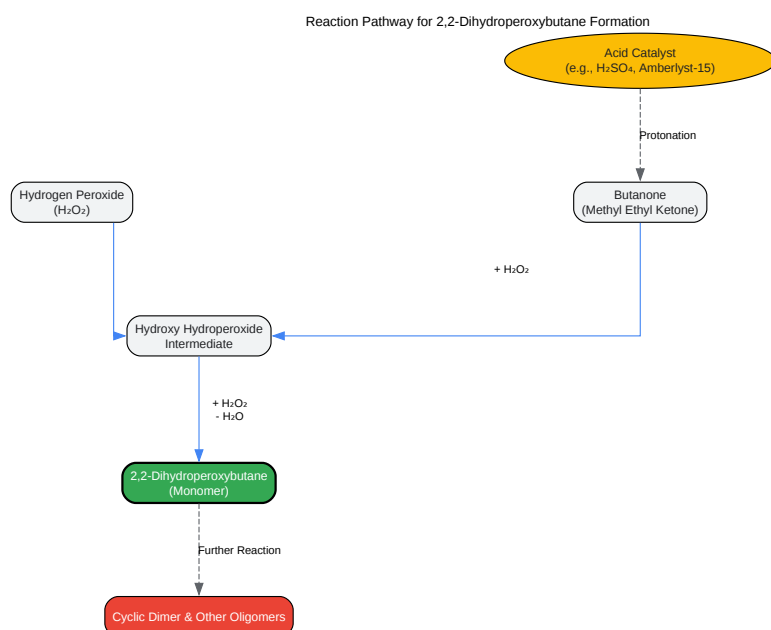 Reaction Pathway for 2,2-Dihydroperoxybutane Formation
Acid Catalyst
(e.g., H₂SO₄, Amberlyst-15)
Protonation
Hydrogen Peroxide
(H₂O₂)
Butanone
(Methyl Ethyl Ketone)
+ H₂O₂
Hydroxy Hydroperoxide
Intermediate
+ H₂O₂
- H₂O
2,2-Dihydroperoxybutane
(Monomer)
Further Reaction
Cyclic Dimer & Other Oligomers